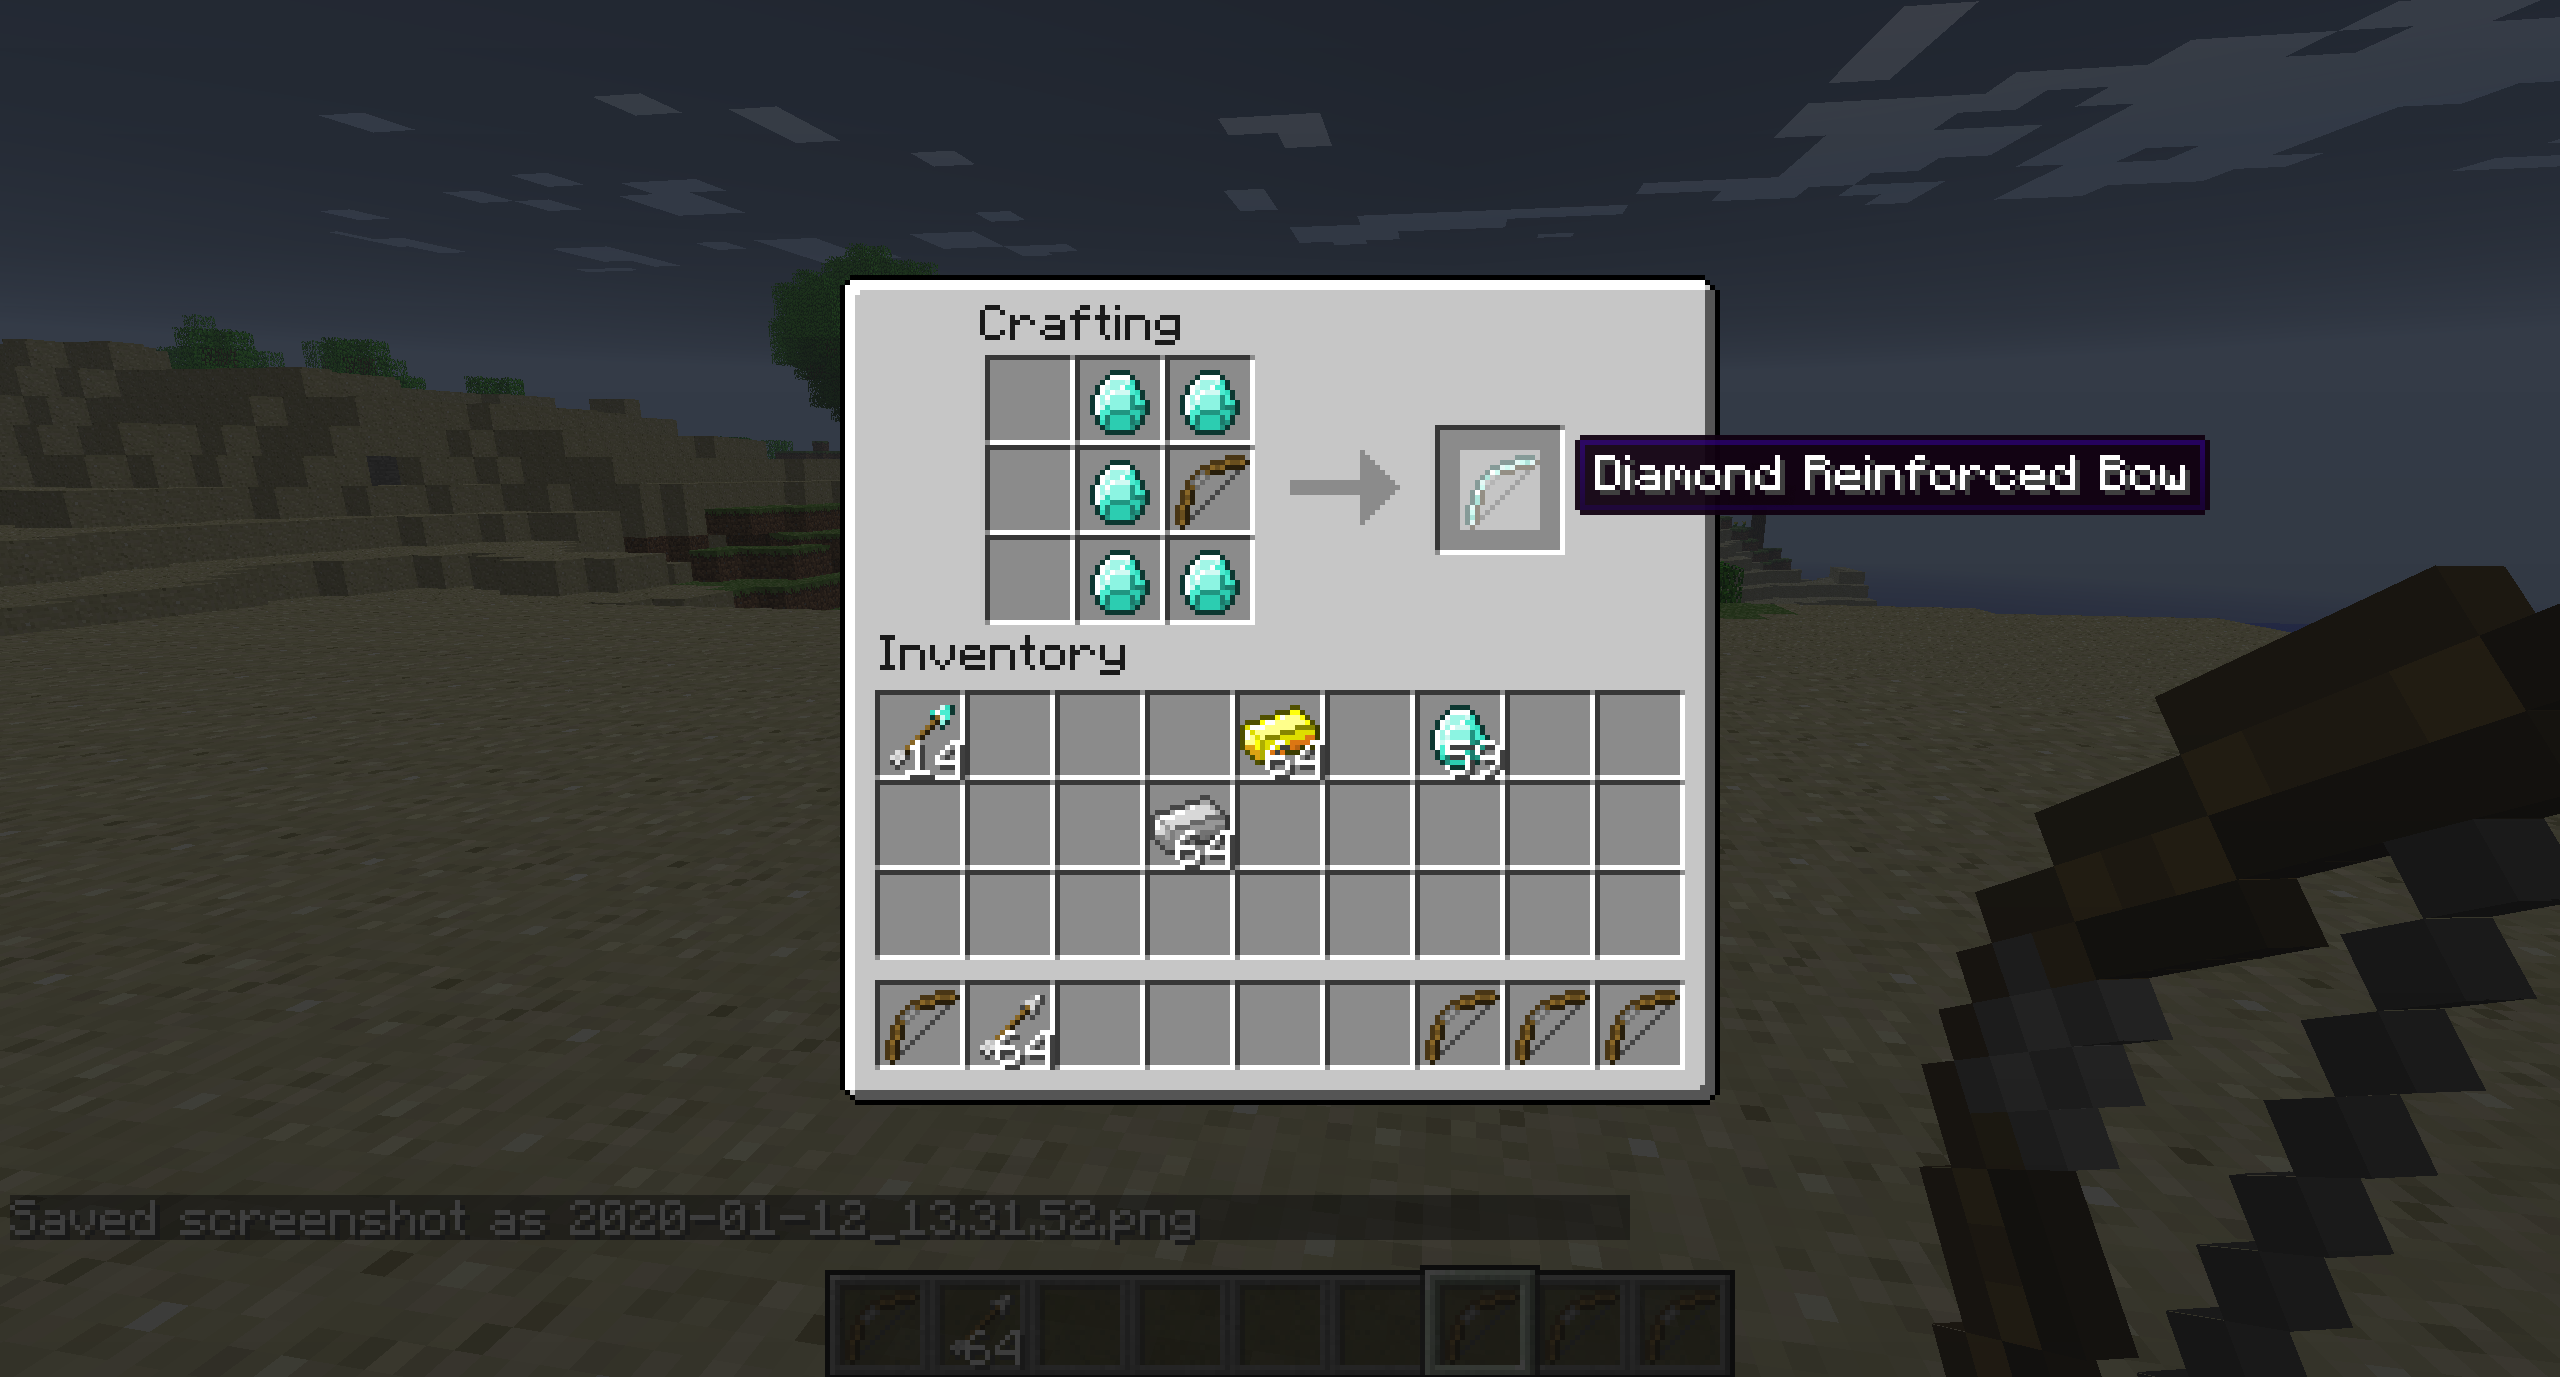 Crafting
Diamond Reinforced Bow
Inventory
14
64
53
64
64
Saved screenshot as 2020-01-12_13.31.52.png
64